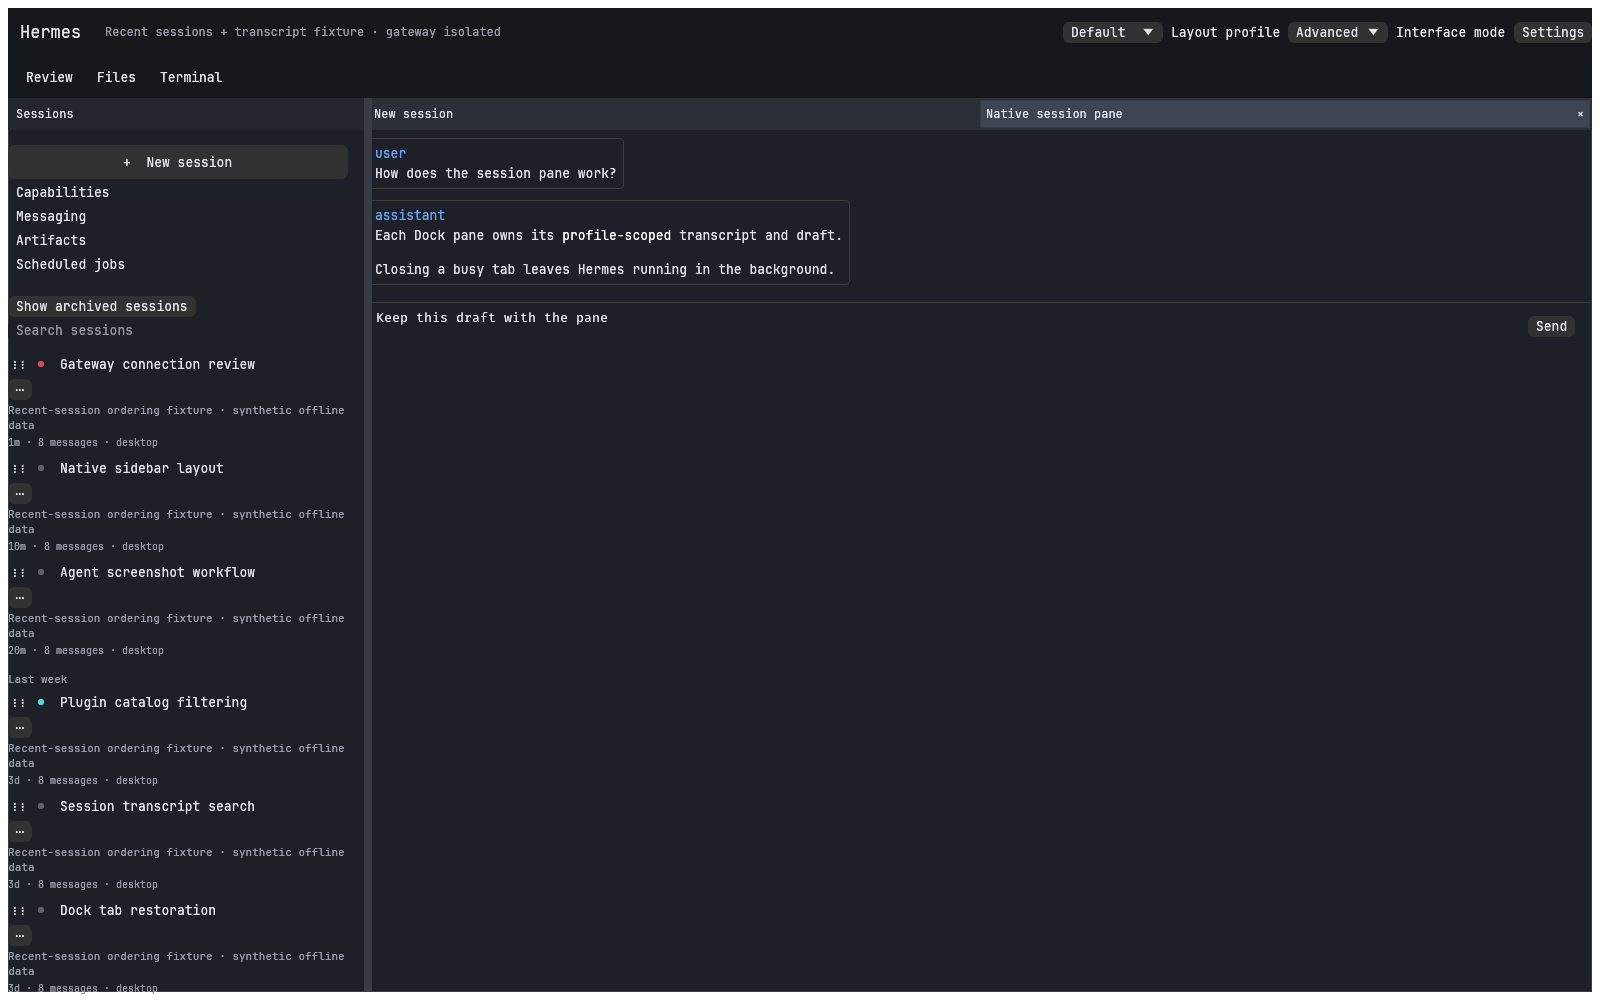 Hermes
Recent sessions + transcript fixture · gateway isolated
Default
Layout profile
Advanced
Interface mode
Settings
Review
Files
Terminal
Sessions
+ New session
Capabilities
Messaging
Artifacts
Scheduled jobs
Show archived sessions
Search sessions
Gateway connection review
…
Recent-session ordering fixture · synthetic offline
data
1m · 8 messages · desktop
Native sidebar layout
…
Recent-session ordering fixture · synthetic offline
data
10m · 8 messages · desktop
Agent screenshot workflow
…
Recent-session ordering fixture · synthetic offline
data
20m · 8 messages · desktop
Last week
Plugin catalog filtering
…
Recent-session ordering fixture · synthetic offline
data
3d · 8 messages · desktop
Session transcript search
…
Recent-session ordering fixture · synthetic offline
data
3d · 8 messages · desktop
Dock tab restoration
…
Recent-session ordering fixture · synthetic offline
data
3d · 8 messages · desktop
New session
Native session pane ×
user
How does the session pane work?
assistant
Each Dock pane owns its profile-scoped transcript and draft.
Closing a busy tab leaves Hermes running in the background.
Keep this draft with the pane
Send